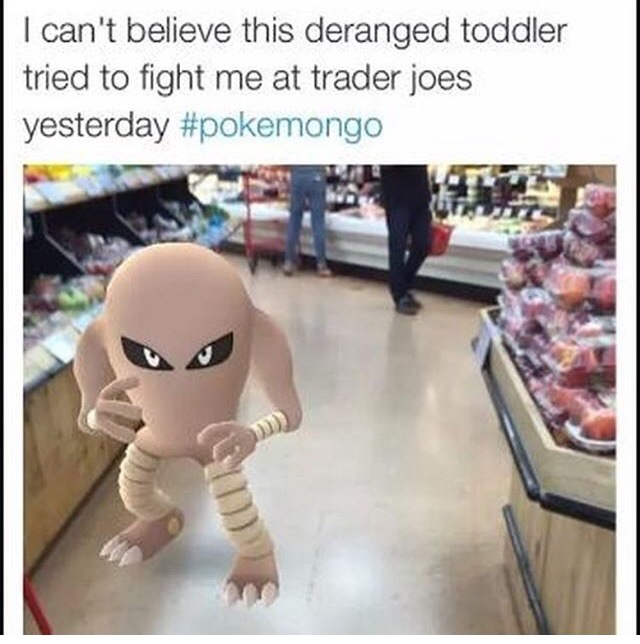 I can't believe this deranged toddler
tried to fight me at trader joes
yesterday #pokemongo